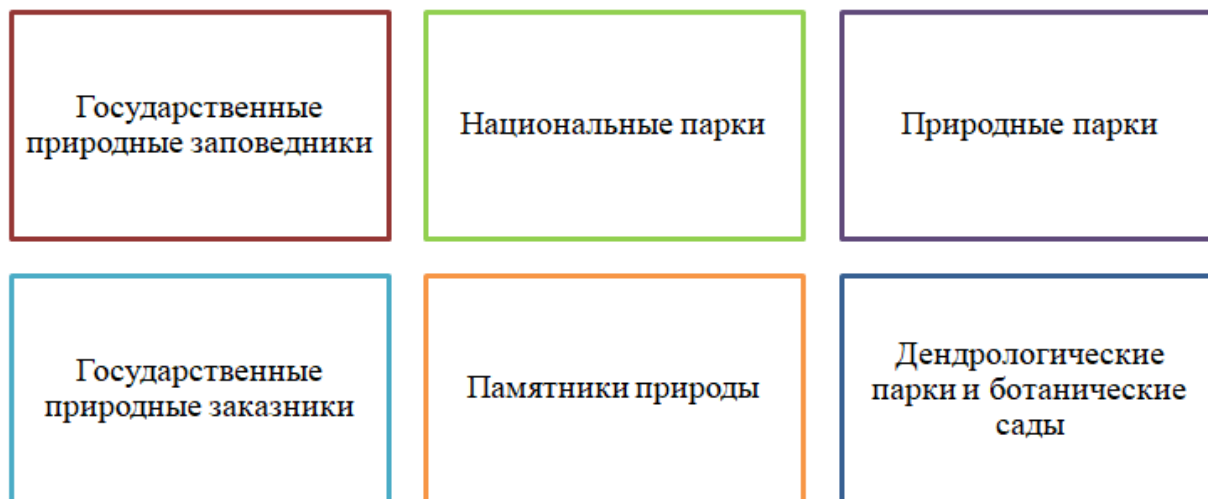 Государственные
природные заповедники
Национальные парки
Природные парки
Государственные
природные заказники
Памятники природы
Дендрологические
парки и ботанические
сады